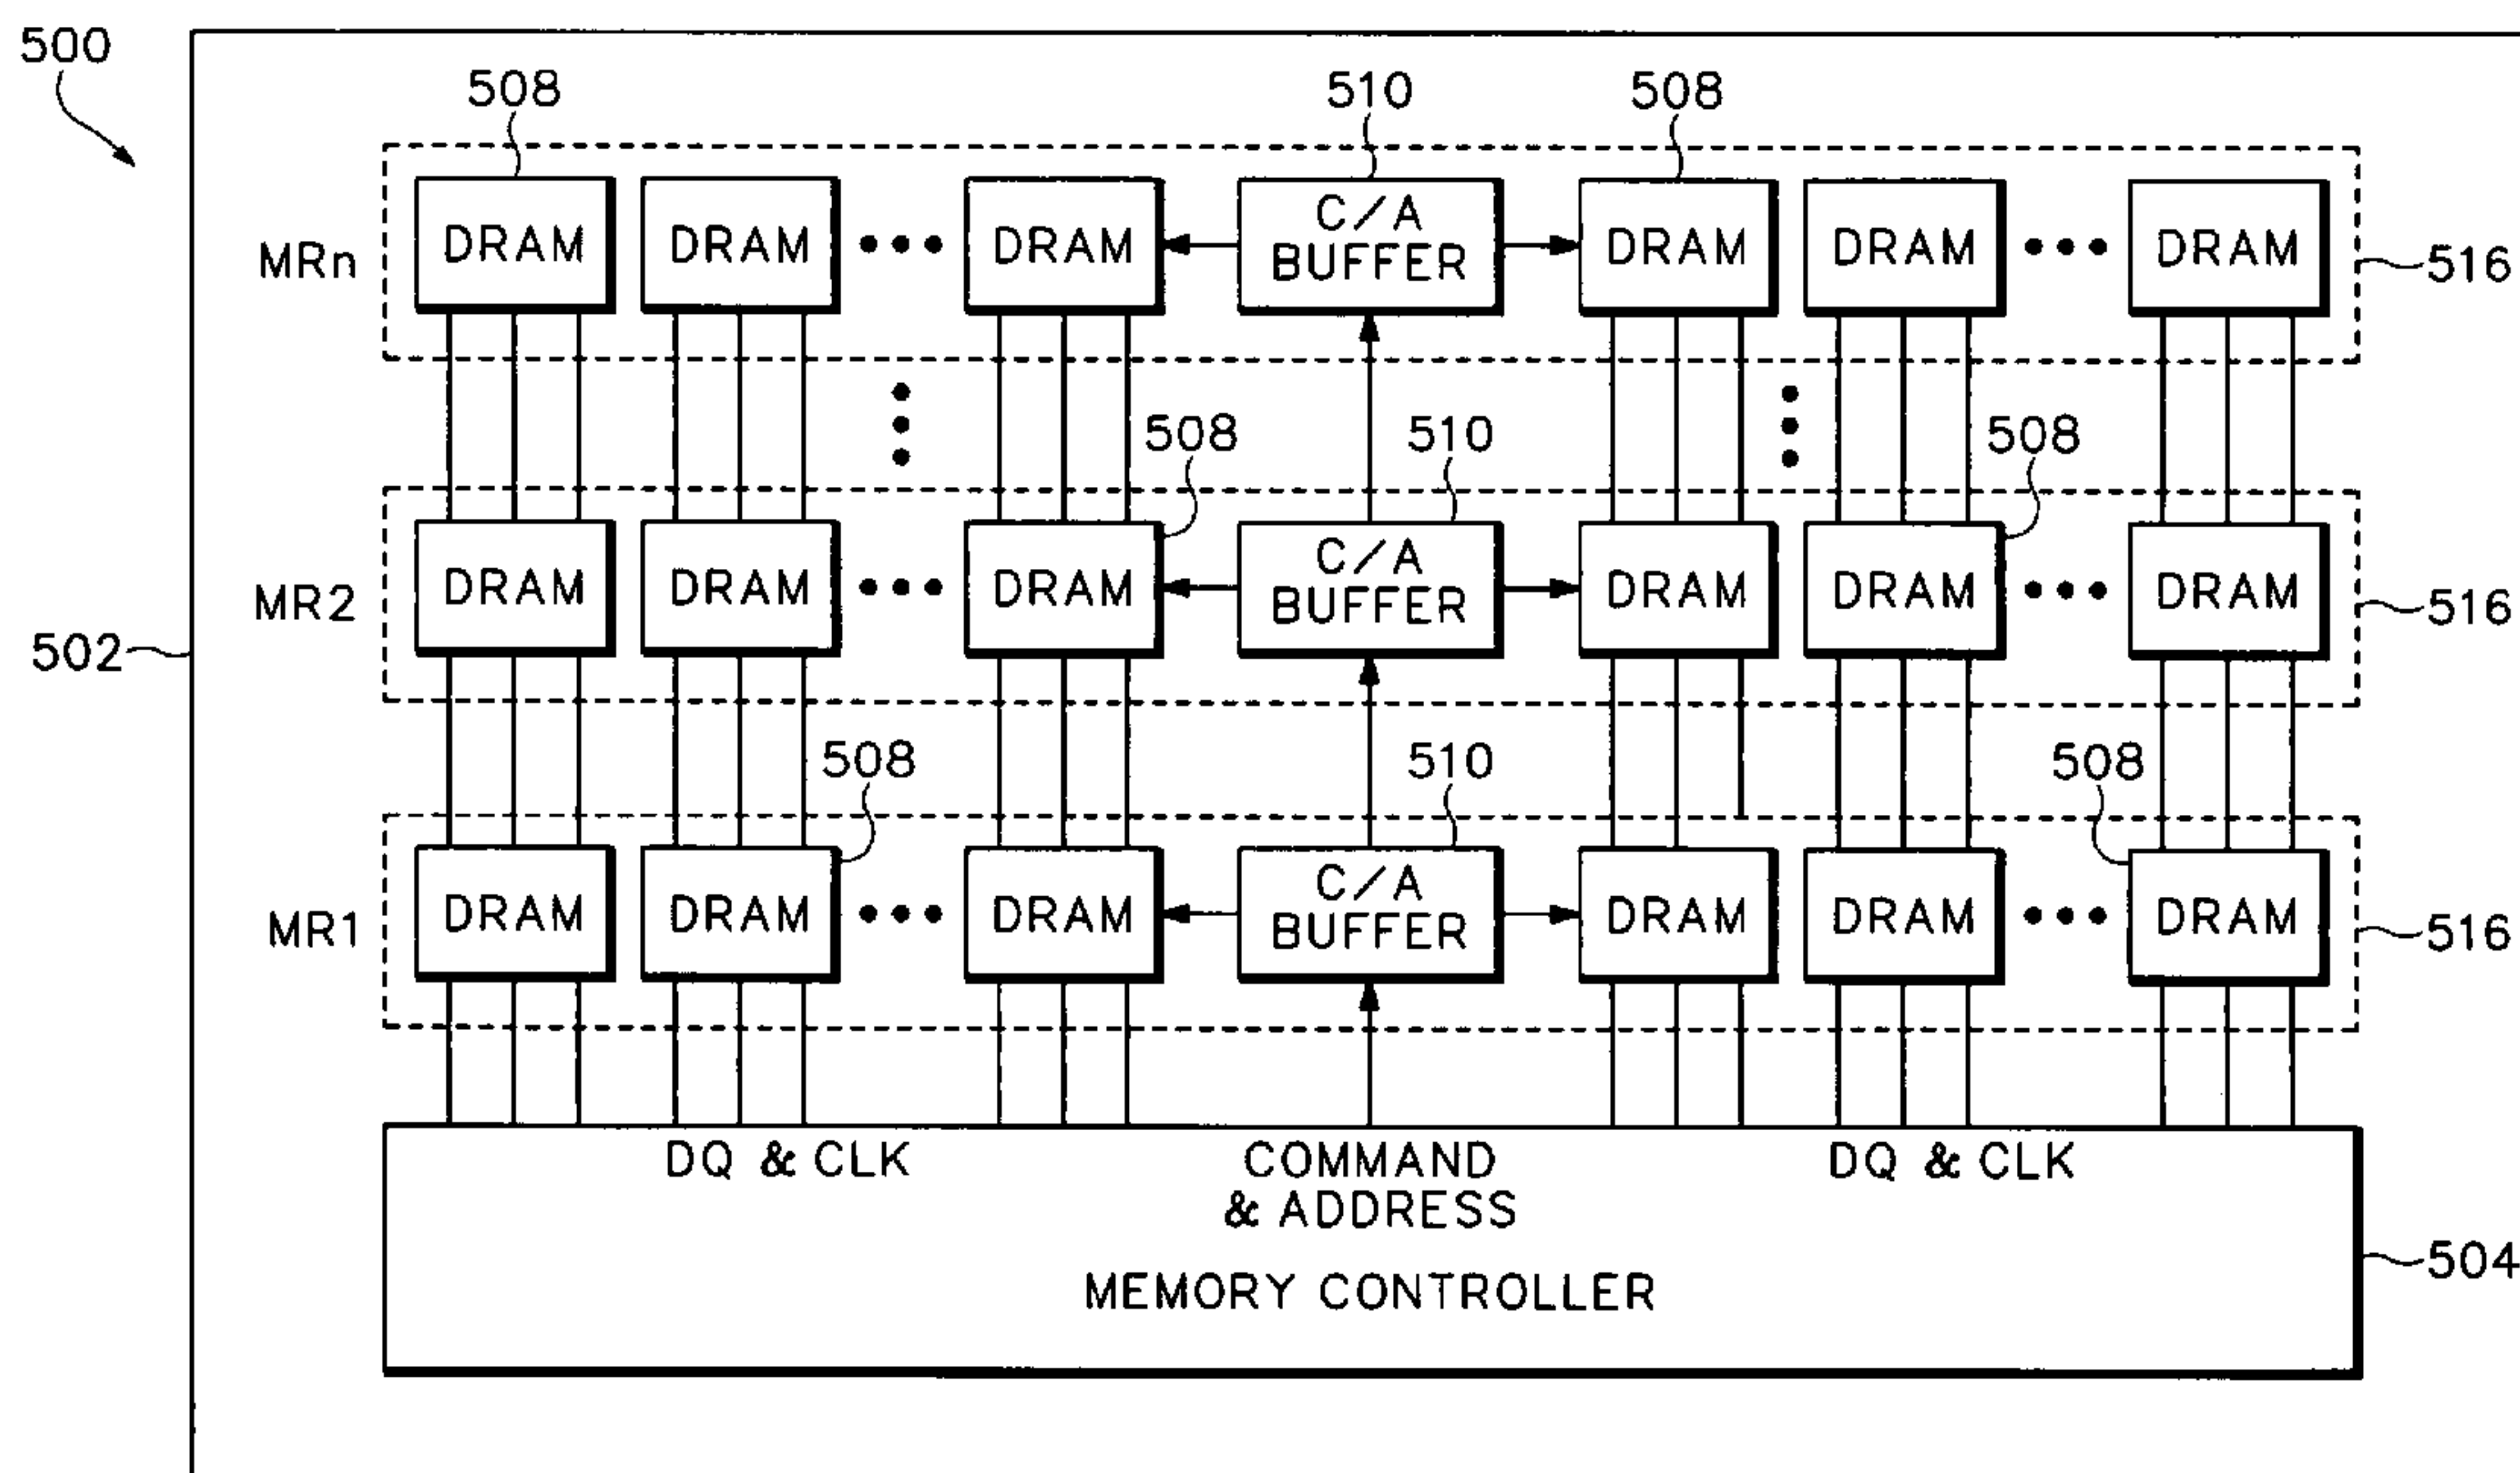 500
508
510
508
MRn
DRAM
DRAM
DRAM
C/A
BUFFER
DRAM
DRAM
DRAM
516
508
510
508
MR2
DRAM
DRAM
DRAM
C/A
BUFFER
DRAM
DRAM
DRAM
516
502
508
510
508
MR1
DRAM
DRAM
DRAM
C/A
BUFFER
DRAM
DRAM
DRAM
516
DQ & CLK
COMMAND
& ADDRESS
DQ & CLK
MEMORY CONTROLLER
504